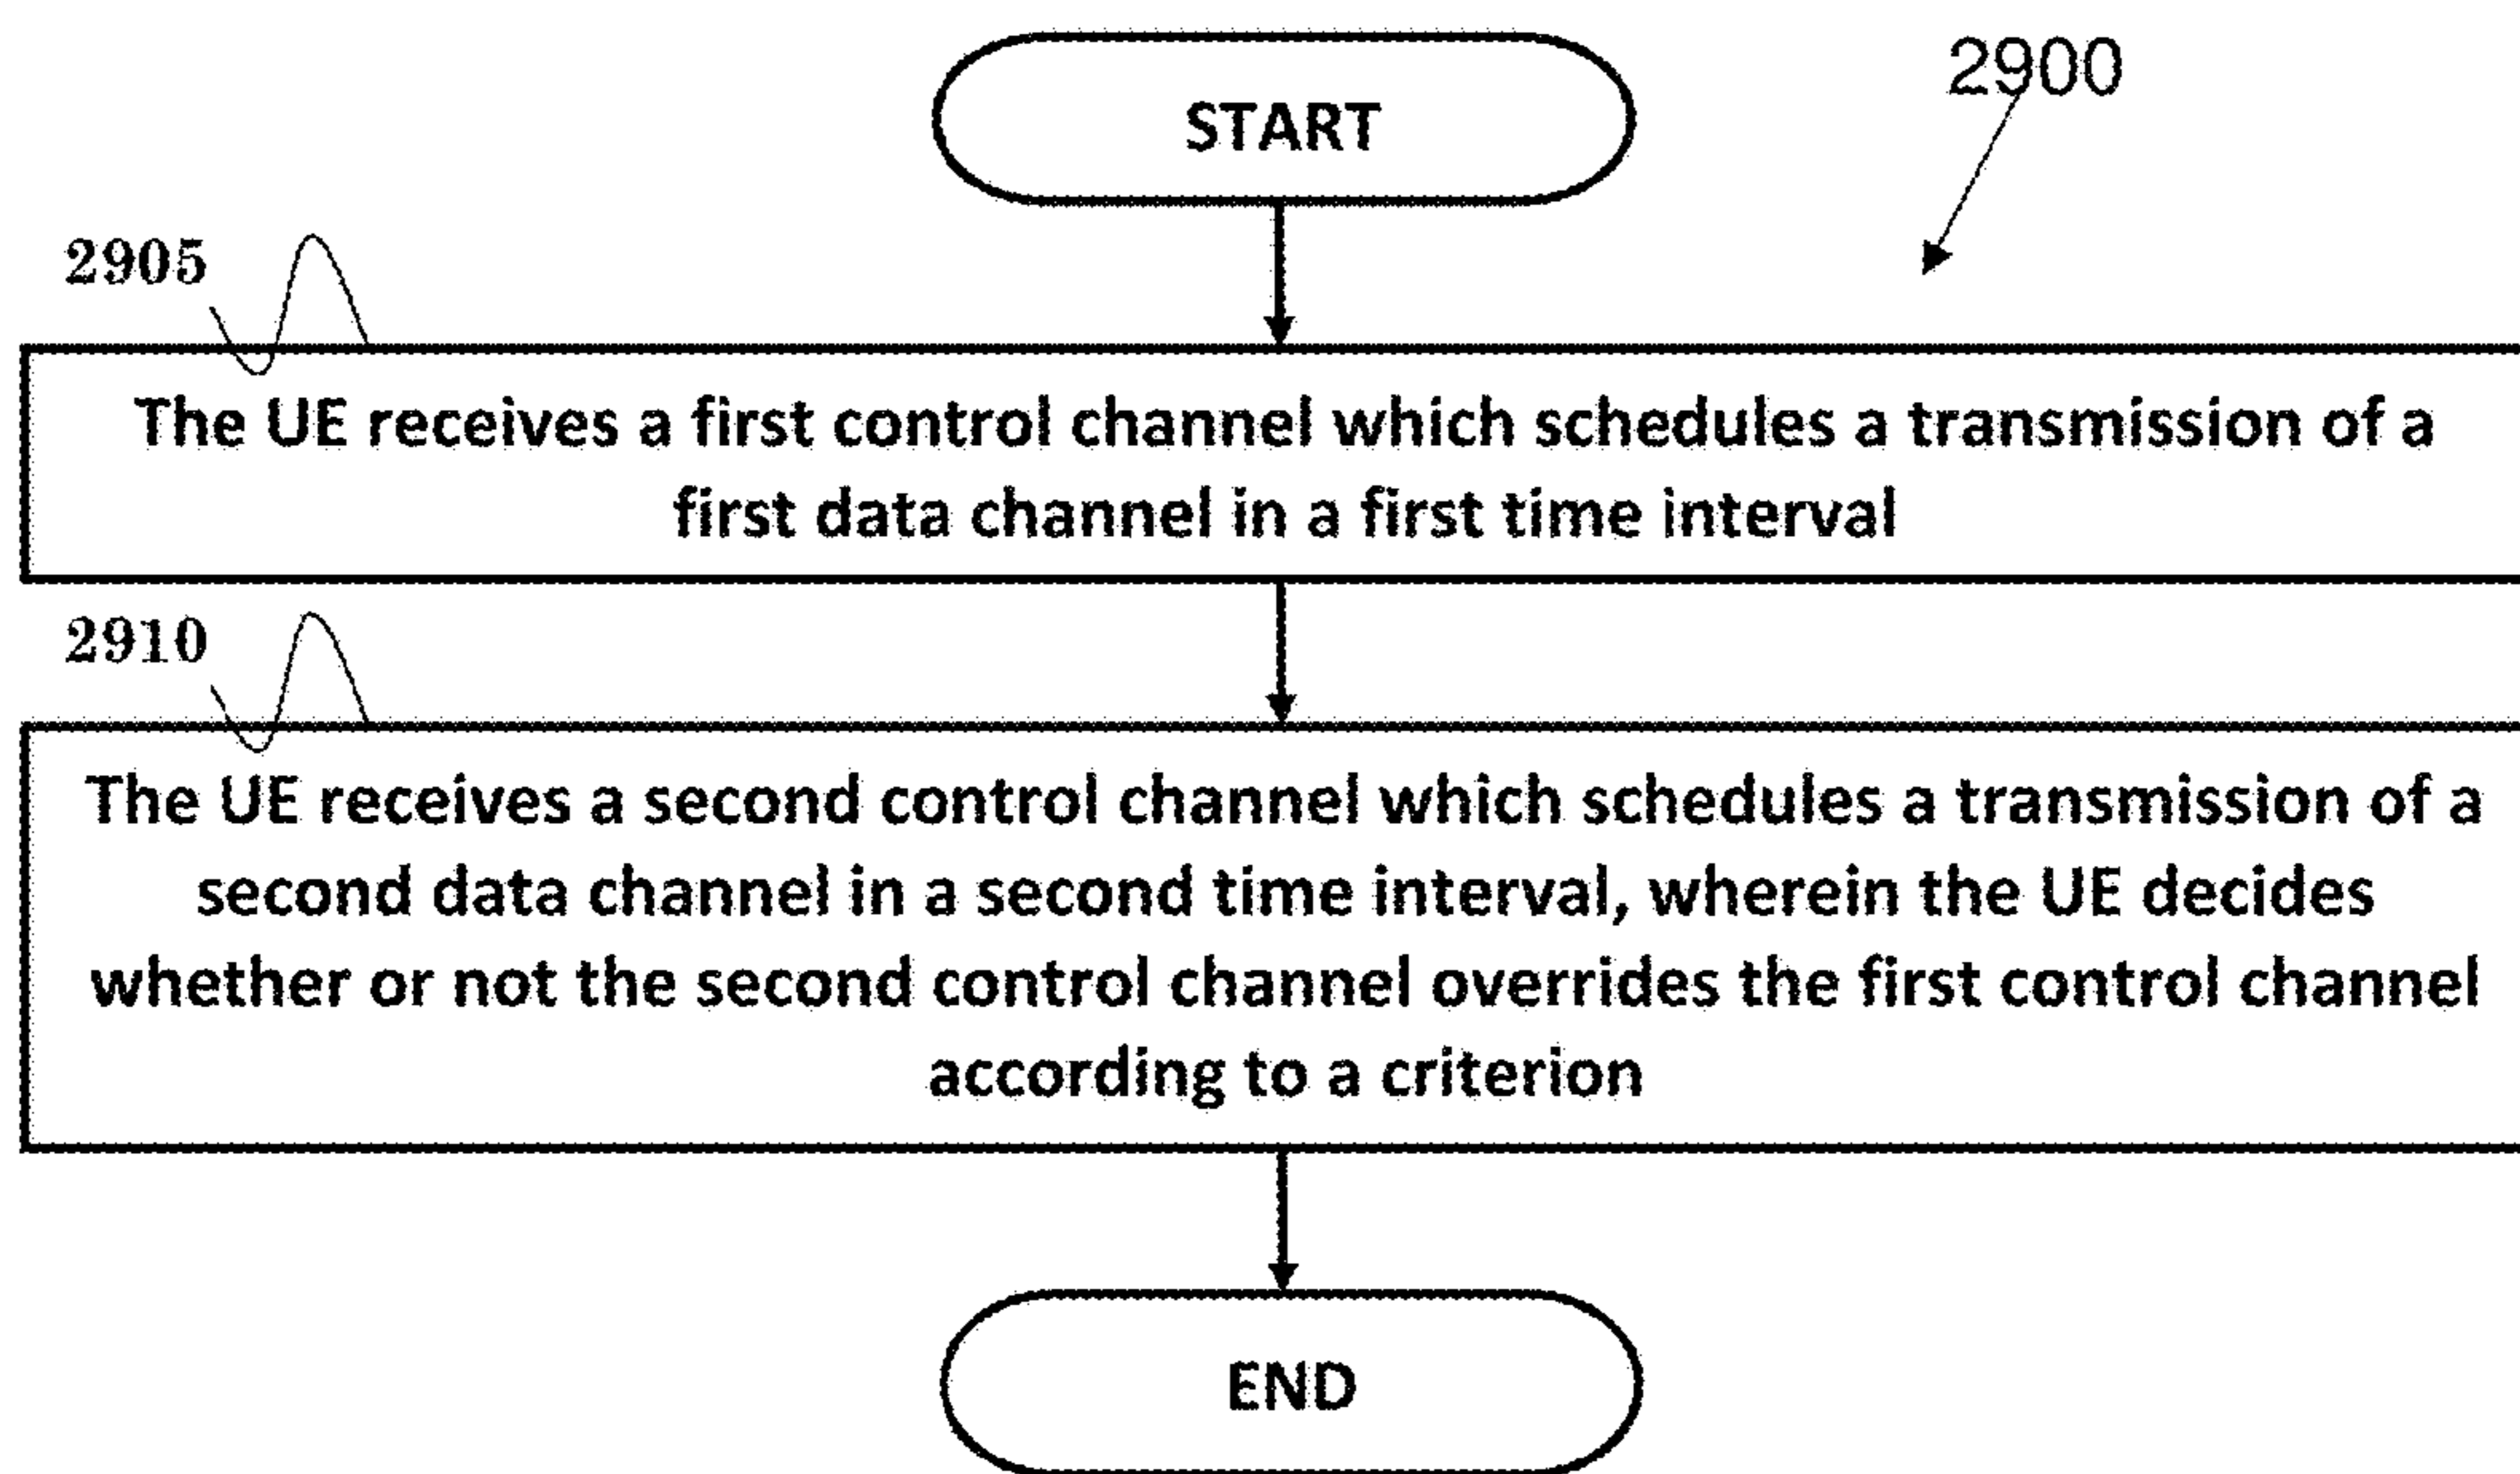 START
2900
2905
The UE receives a first control channel which schedules a transmission of a
first data channel in a first time interval
2910
The UE receives a second control channel which schedules a transmission of a
second data channel in a second time interval, wherein the UE decides
whether or not the second control channel overrides the first control channel
according to a criterion
END